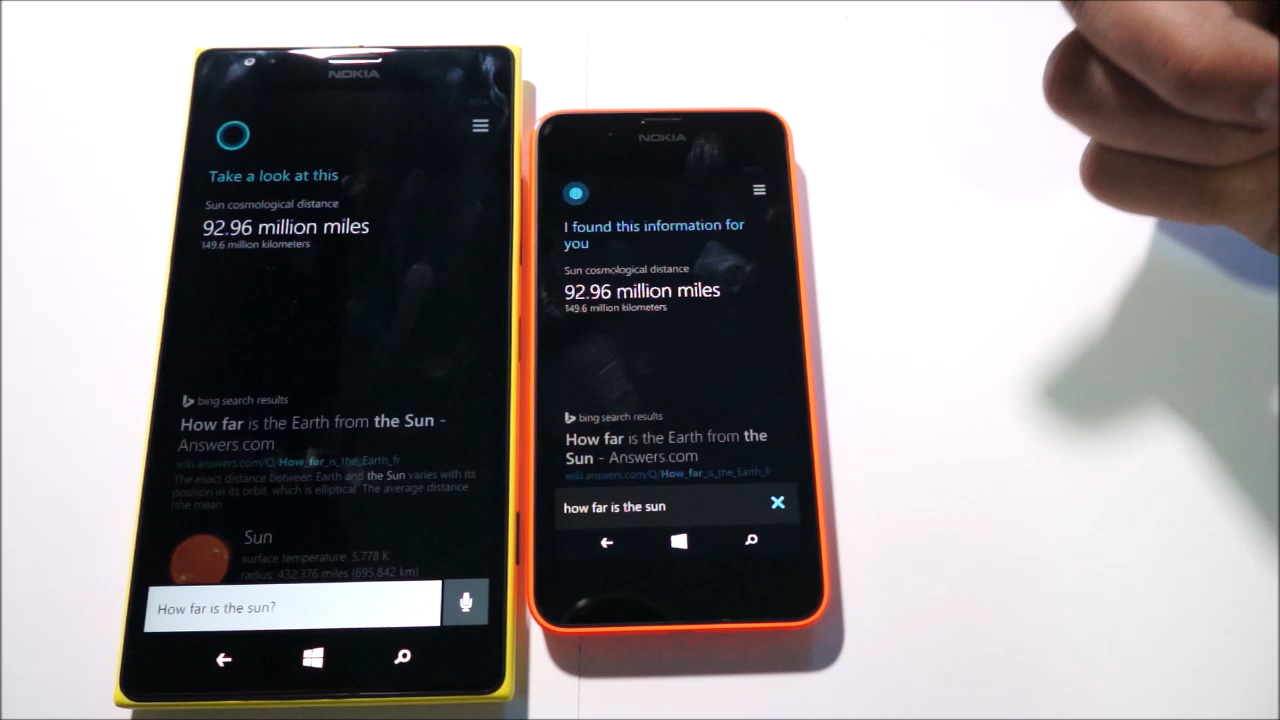 NOKIA
Take a look at this
Sun cosmological distance
92.96 million miles
149.6 million kilometers
bing search results
How far is the Earth from the Sun -
Answers.com
wiki.answers.com/Q/How_far_is_the_Earth_fr
The exact distance between Earth and the Sun varies with its
position in its orbit, which is elliptical. The average distance
(the mean
Sun
surface temperature: 5,778 K
radius: 432,376 miles (695,842 km)
How far is the sun?
NOKIA
I found this information for
you
Sun cosmological distance
92.96 million miles
149.6 million kilometers
bing search results
How far is the Earth from the
Sun - Answers.com
wiki.answers.com/Q/How_far_is_the_Earth_fr
how far is the sun